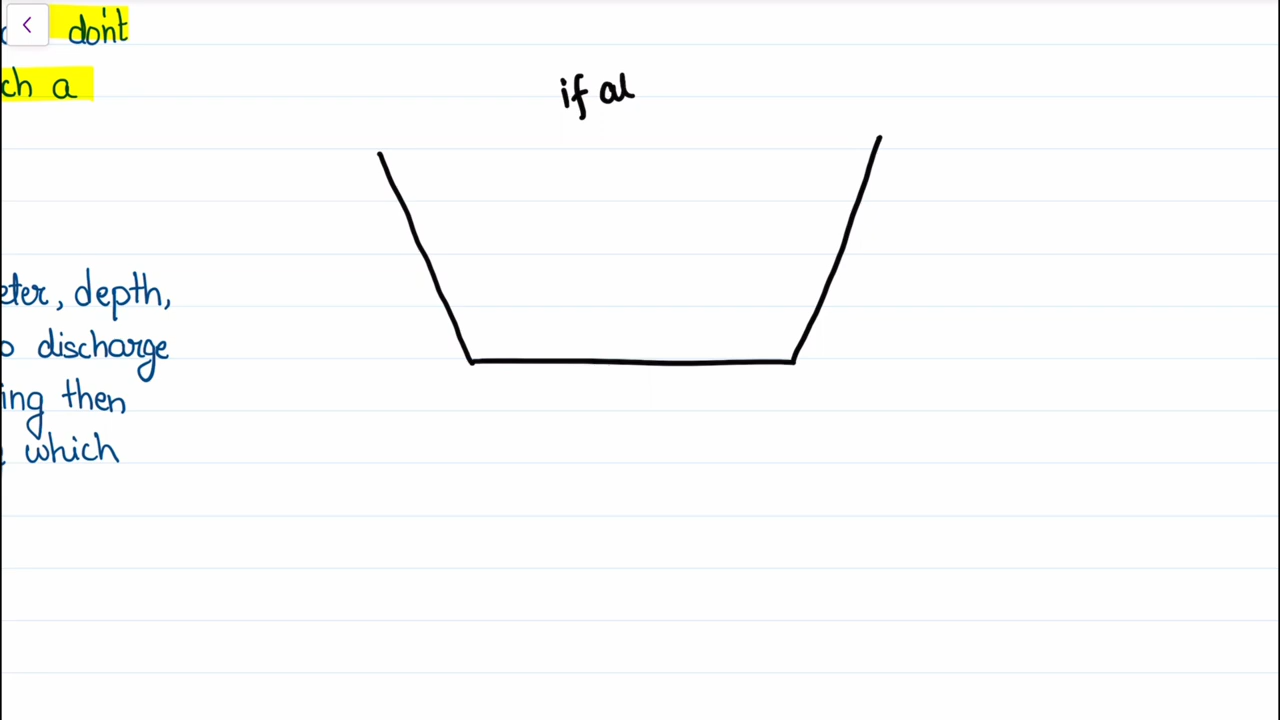 don't
ch a
if al
eter, depth,
o discharge
ing then
which